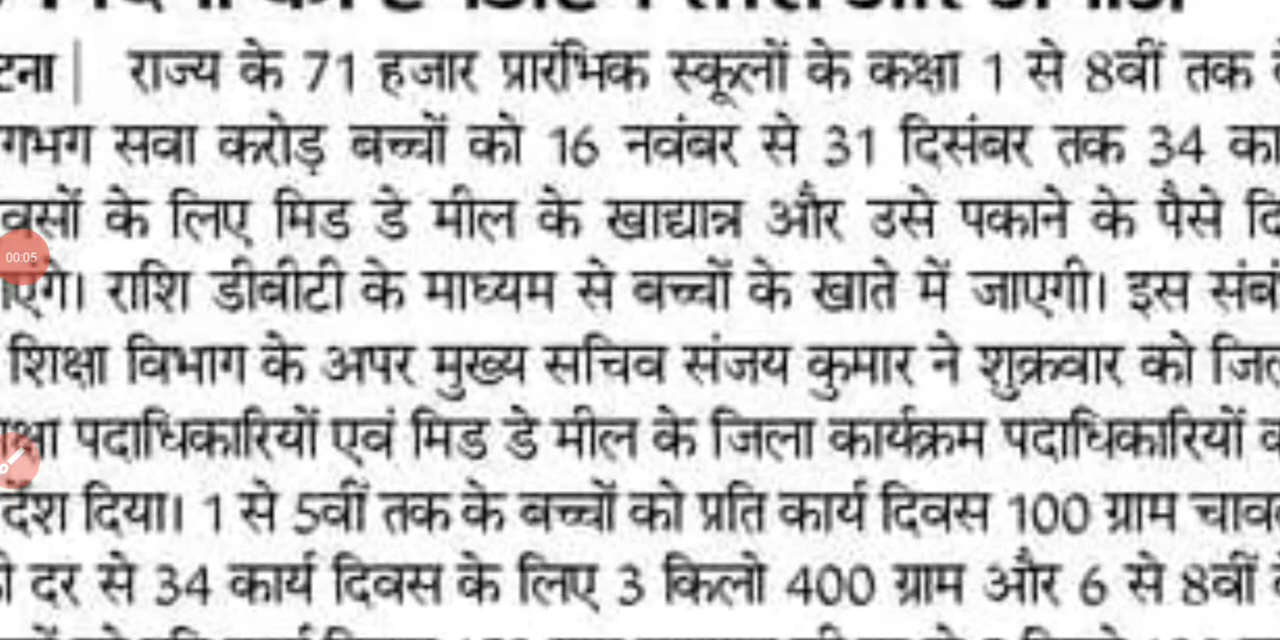 टना | राज्य के 71 हजार प्रारंभिक स्कूलों के कक्षा 1 से 8वीं तक
गभग सवा करोड़ बच्चों को 16 नवंबर से 31 दिसंबर तक 34 का
वसों के लिए मिड डे मील के खाद्यान्न और उसे पकाने के पैसे दि
00:05
एंगे। राशि डीबीटी के माध्यम से बच्चों के खाते में जाएगी। इस संबं
शिक्षा विभाग के अपर मुख्य सचिव संजय कुमार ने शुक्रवार को जिल
क्षा पदाधिकारियों एवं मिड डे मील के जिला कार्यक्रम पदाधिकारियों
देश दिया। 1 से 5वीं तक के बच्चों को प्रति कार्य दिवस 100 ग्राम चाव
दर से 34 कार्य दिवस के लिए 3 किलो 400 ग्राम और 6 से 8वीं